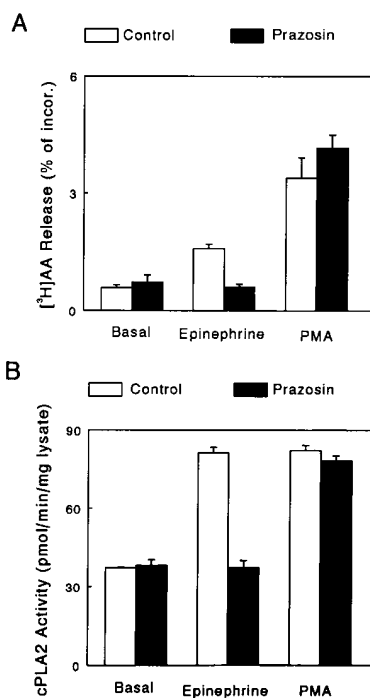 A
Control Prazosin
[³H]AA Release (% of incor.)
6
3
0
Basal Epinephrine PMA
B
Control Prazosin
cPLA2 Activity (pmol/min/mg lysate)
90
60
30
0
Basal Epinephrine PMA